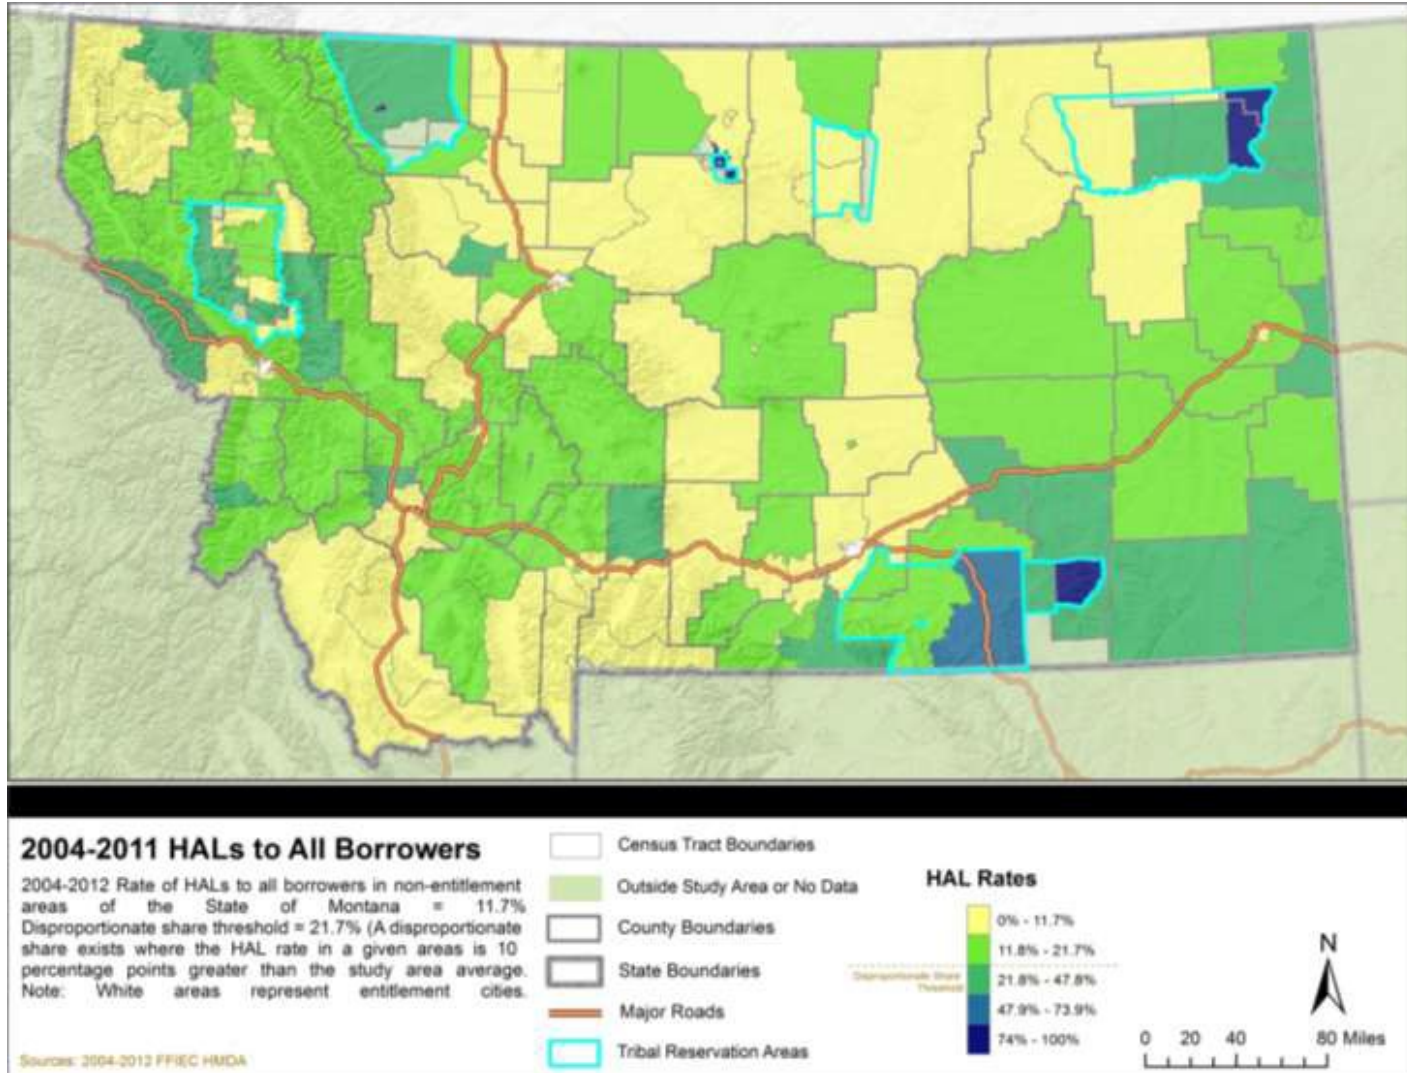 2004-2011 HALs to All Borrowers
2004-2012 Rate of HALs to all borrowers in non-entitlement
areas of the State of Montana = 11.7%
Disproportionate share threshold = 21.7% (A disproportionate
share exists where the HAL rate in a given areas is 10
percentage points greater than the study area average.
Note: White areas represent entitlement cities.
Sources: 2004-2012 FFIEC HMDA
Census Tract Boundaries
Outside Study Area or No Data
County Boundaries
State Boundaries
Major Roads
Tribal Reservation Areas
HAL Rates
0% - 11.7%
11.8% - 21.7%
Disproportionate Share
Threshold
21.8% - 47.8%
47.9% - 73.9%
74% - 100%
N
0 20 40 80 Miles